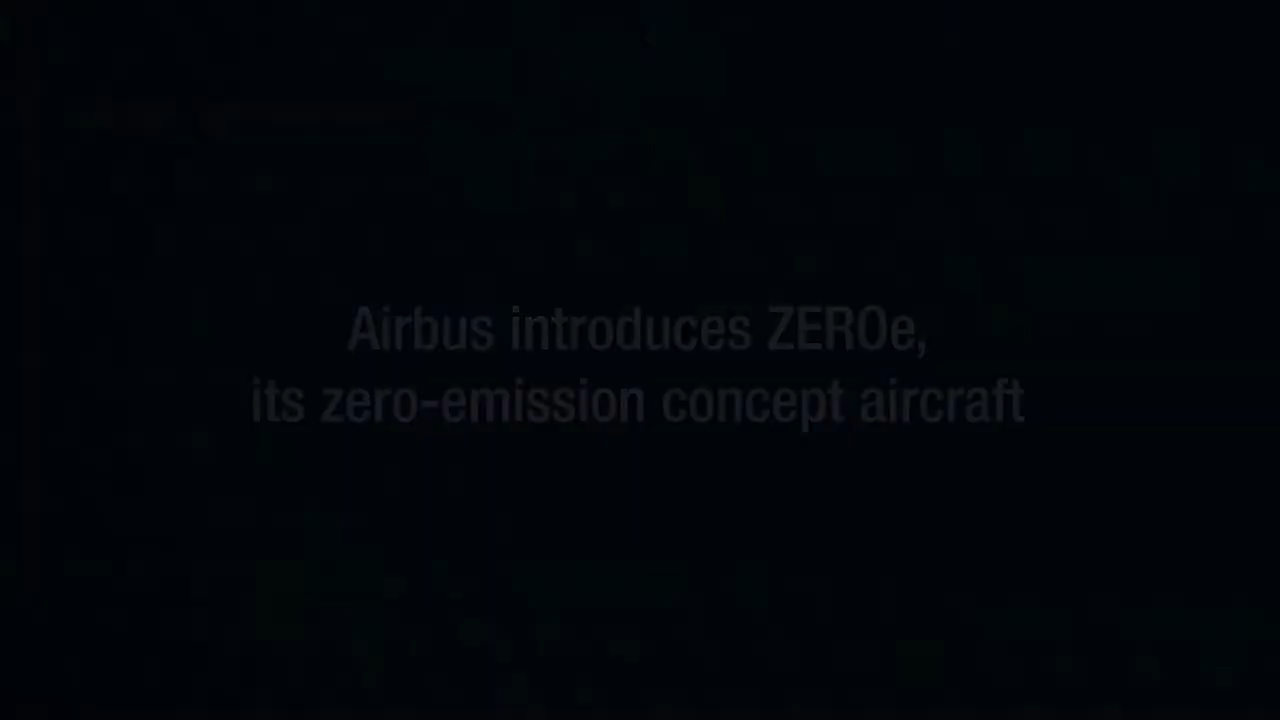 Airbus introduces ZEROe,
its zero-emission concept aircraft